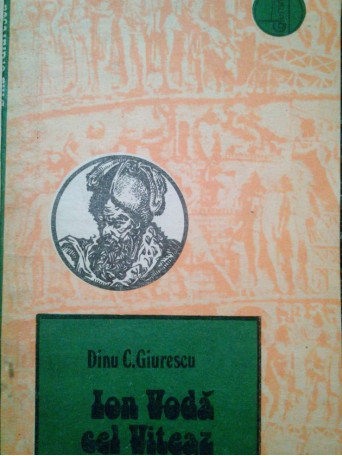 Dinu C.Giurescu
Ion Vodă
cel Viteaz